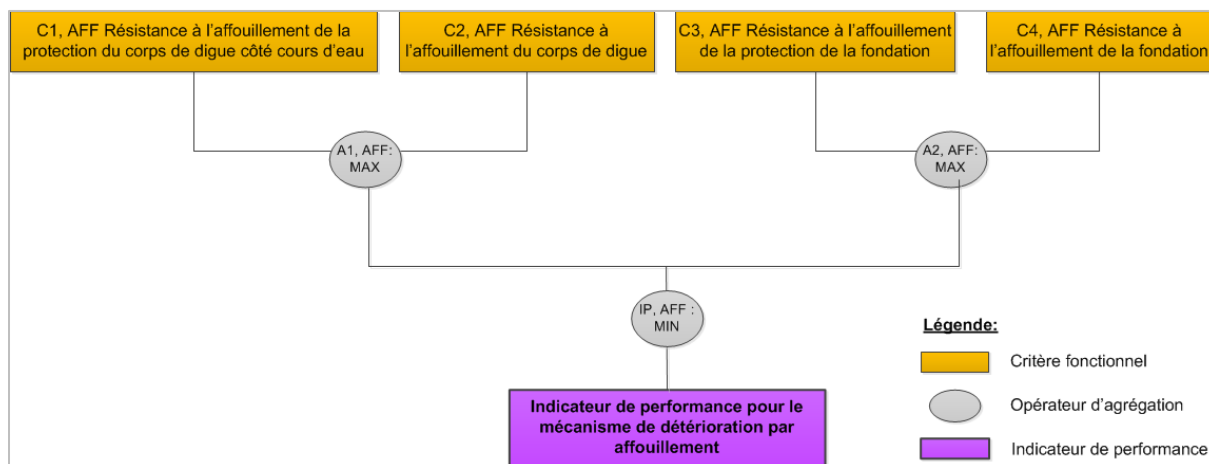 C1, AFF Résistance à l’affouillement de la
protection du corps de digue côté cours d’eau
C2, AFF Résistance à
l’affouillement du corps de digue
C3, AFF Résistance à l’affouillement
de la protection de la fondation
C4, AFF Résistance à
l’affouillement de la fondation
A1, AFF:
MAX
A2, AFF:
MAX
IP, AFF :
MIN
Indicateur de performance pour le
mécanisme de détérioration par
affouillement
Légende:
Critère fonctionnel
Opérateur d’agrégation
Indicateur de performance